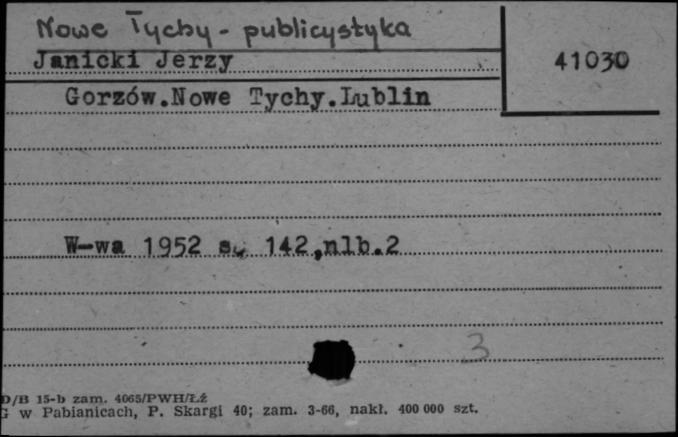 Nowe Tychy - publicystyka
Janicki Jerzy
41030
Gorzów.Nowe Tychy.Lublin
W-wa 1952 s. 142,nlb.2
3
D/B 15-b zam. 4065/PWH/Łź
G w Pabianicach, P. Skargi 40; zam. 3-66, nakł. 400 000 szt.